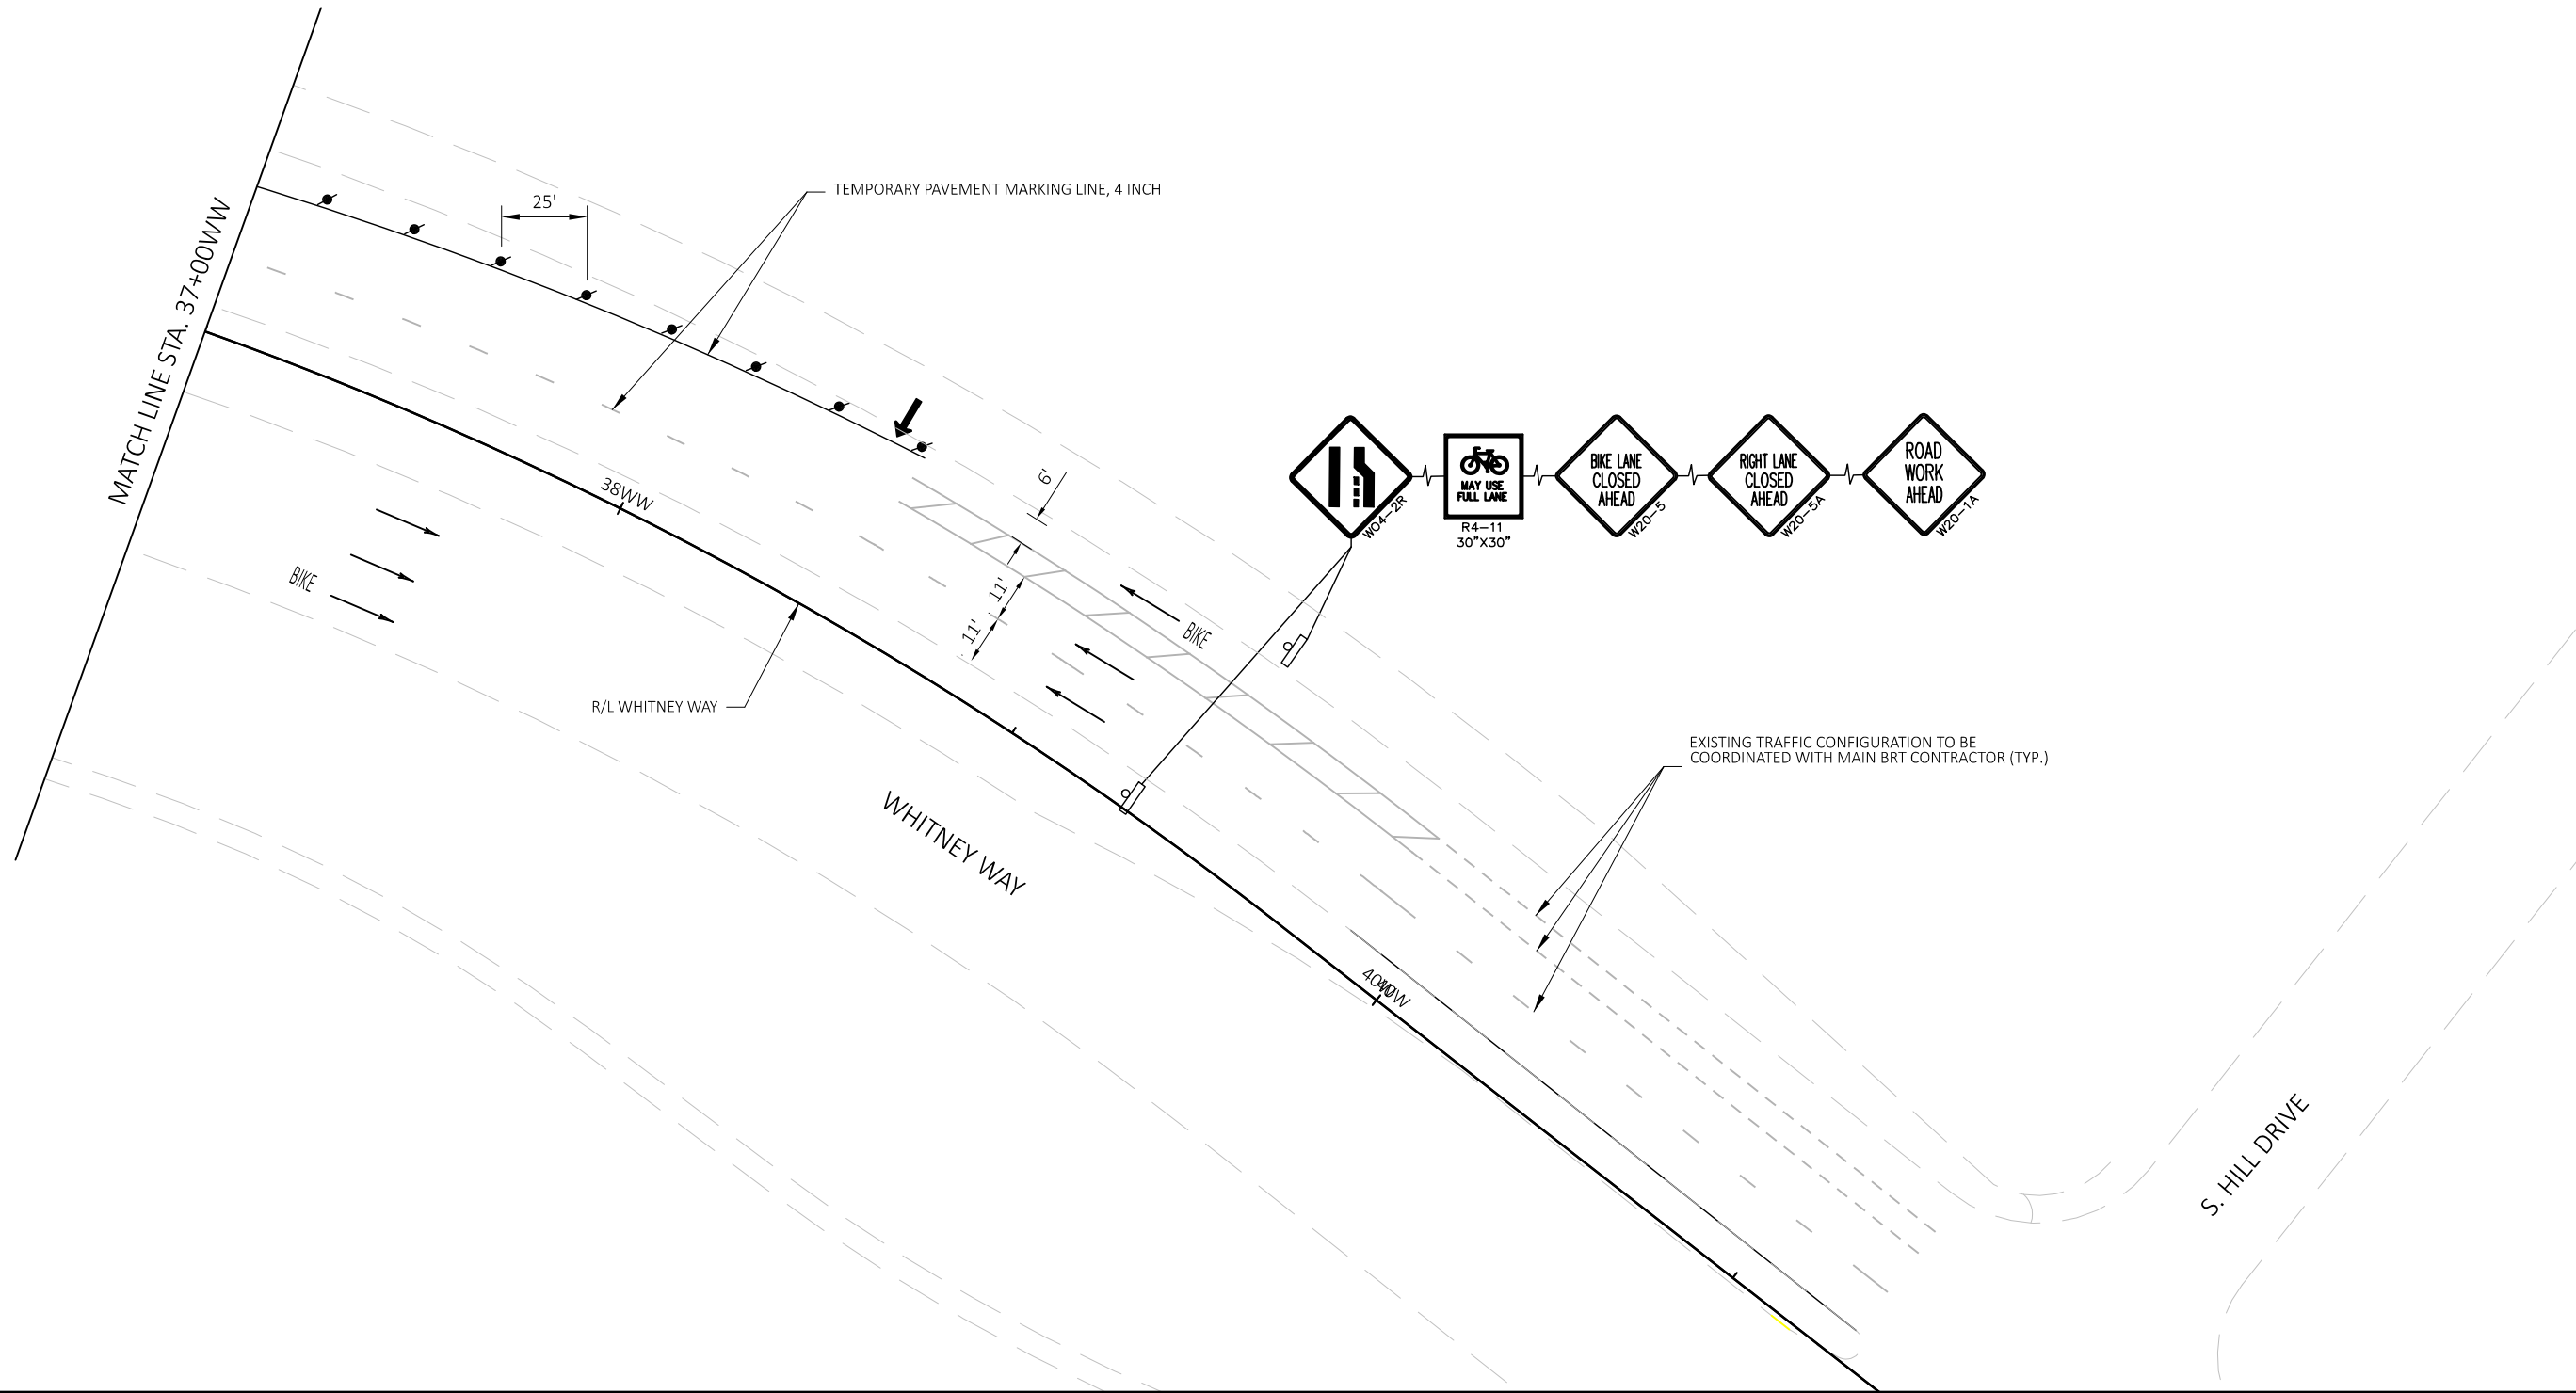 MATCH LINE STA. 37+00WW
25'
TEMPORARY PAVEMENT MARKING LINE, 4 INCH
38WW
6'
11'
11'
BIKE
BIKE
R/L WHITNEY WAY
WHITNEY WAY
W04-2R
MAY USE
FULL LANE
R4-11
30"X30"
BIKE LANE
CLOSED
AHEAD
W20-5
RIGHT LANE
CLOSED
AHEAD
W20-5A
ROAD
WORK
AHEAD
W20-1A
EXISTING TRAFFIC CONFIGURATION TO BE
COORDINATED WITH MAIN BRT CONTRACTOR (TYP.)
S. HILL DRIVE